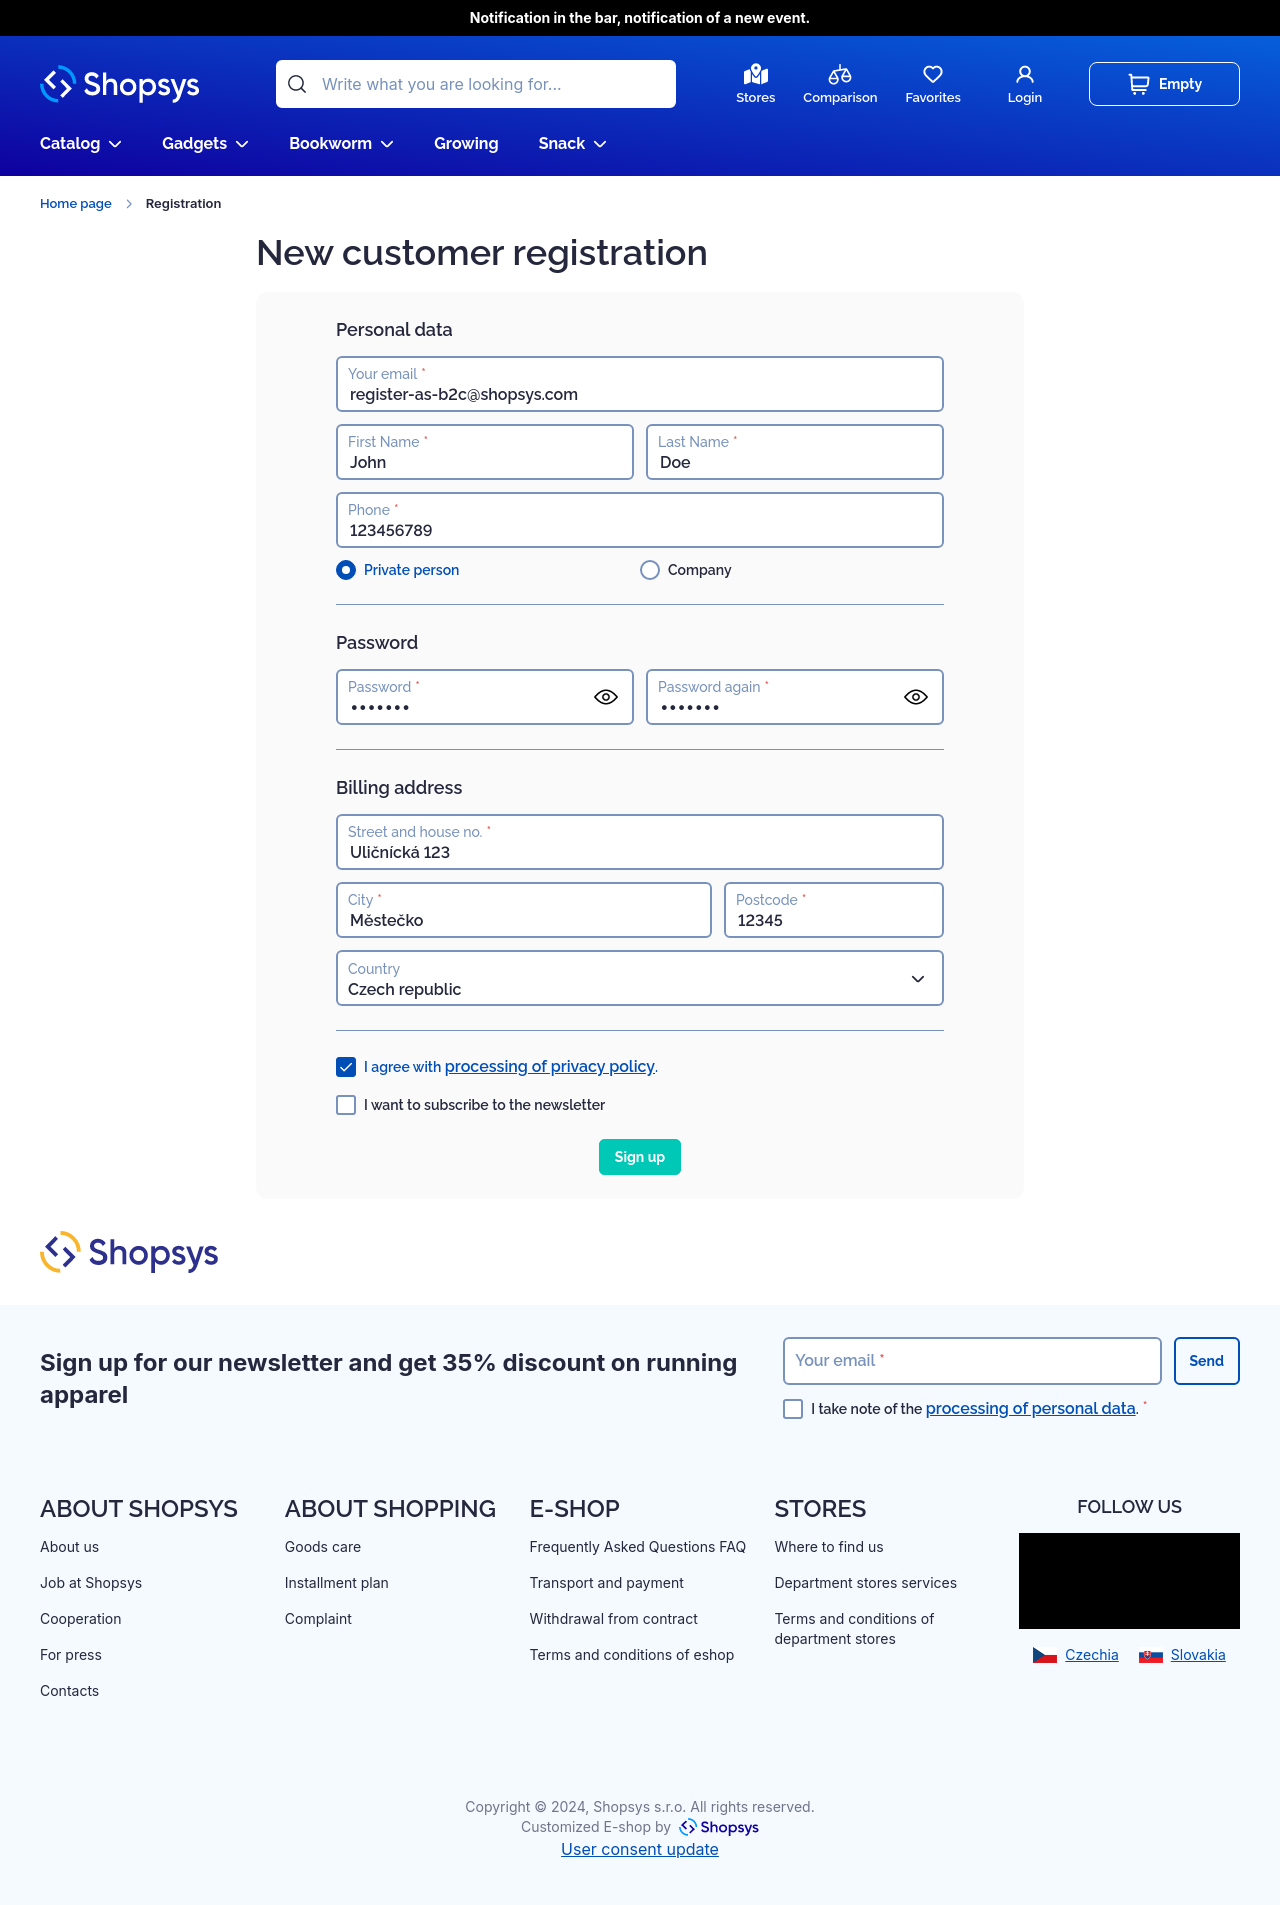 Notification in the bar, notification of a new event.
Shopsys
Write what you are looking for...
Stores
Comparison
Favorites
Login
Empty
Catalog
Gadgets
Bookworm
Growing
Snack
Home page
Registration
New customer registration
Personal data
Your email *
register-as-b2c@shopsys.com
First Name *
John
Last Name *
Doe
Phone *
123456789
Private person
Company
Password
Password *
•••••••
Password again *
•••••••
Billing address
Street and house no. *
Uličnícká 123
City *
Městečko
Postcode *
12345
Country
Czech republic
I agree with processing of privacy policy.
I want to subscribe to the newsletter
Sign up
Shopsys
Sign up for our newsletter and get 35% discount on running
apparel
Your email *
Send
I take note of the processing of personal data. *
ABOUT SHOPSYS
About us
Job at Shopsys
Cooperation
For press
Contacts
ABOUT SHOPPING
Goods care
Installment plan
Complaint
E-SHOP
Frequently Asked Questions FAQ
Transport and payment
Withdrawal from contract
Terms and conditions of eshop
STORES
Where to find us
Department stores services
Terms and conditions of
department stores
FOLLOW US
Czechia
Slovakia
Copyright © 2024, Shopsys s.r.o. All rights reserved.
Customized E-shop by Shopsys
User consent update